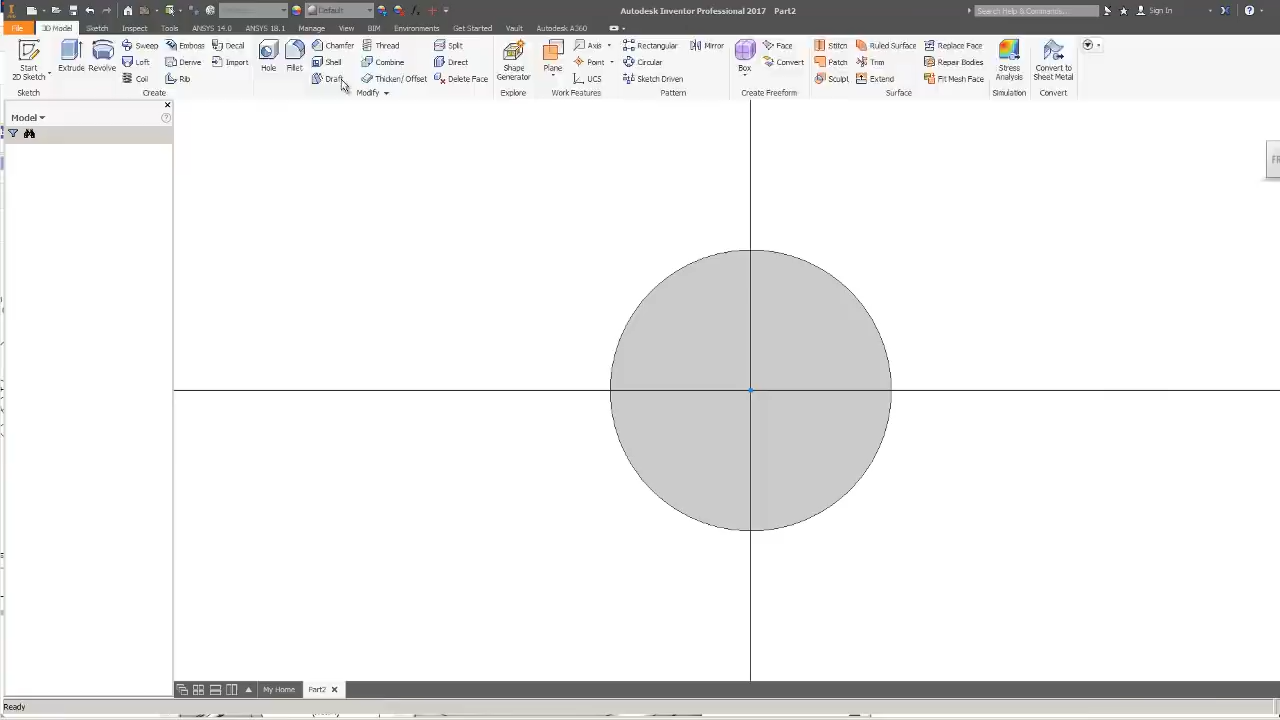 Default
Autodesk Inventor Professional 2017 Part2
Search Help & Commands...
Sign In
File 3D Model Sketch Inspect Tools Manage View Environments Get Started Vault Autodesk A360
ANSYS 14.0 ANSYS 18.1 BIM
Start
2D Sketch
Extrude
Revolve
Sweep
Emboss
Decal
Loft
Derive
Import
Coil
Rib
Hole
Fillet
Chamfer
Thread
Split
Shell
Combine
Direct
Draft
Thicken/ Offset
Delete Face
Shape
Generator
Plane
Axis
Point
UCS
Rectangular
Mirror
Circular
Sketch Driven
Box
Face
Convert
Stitch
Ruled Surface
Replace Face
Patch
Trim
Repair Bodies
Sculpt
Extend
Fit Mesh Face
Stress
Analysis
Convert to
Sheet Metal
Sketch
Create
Modify
Explore
Work Features
Pattern
Create Freeform
Surface
Simulation
Convert
Model
FR
My Home
Part2
Ready